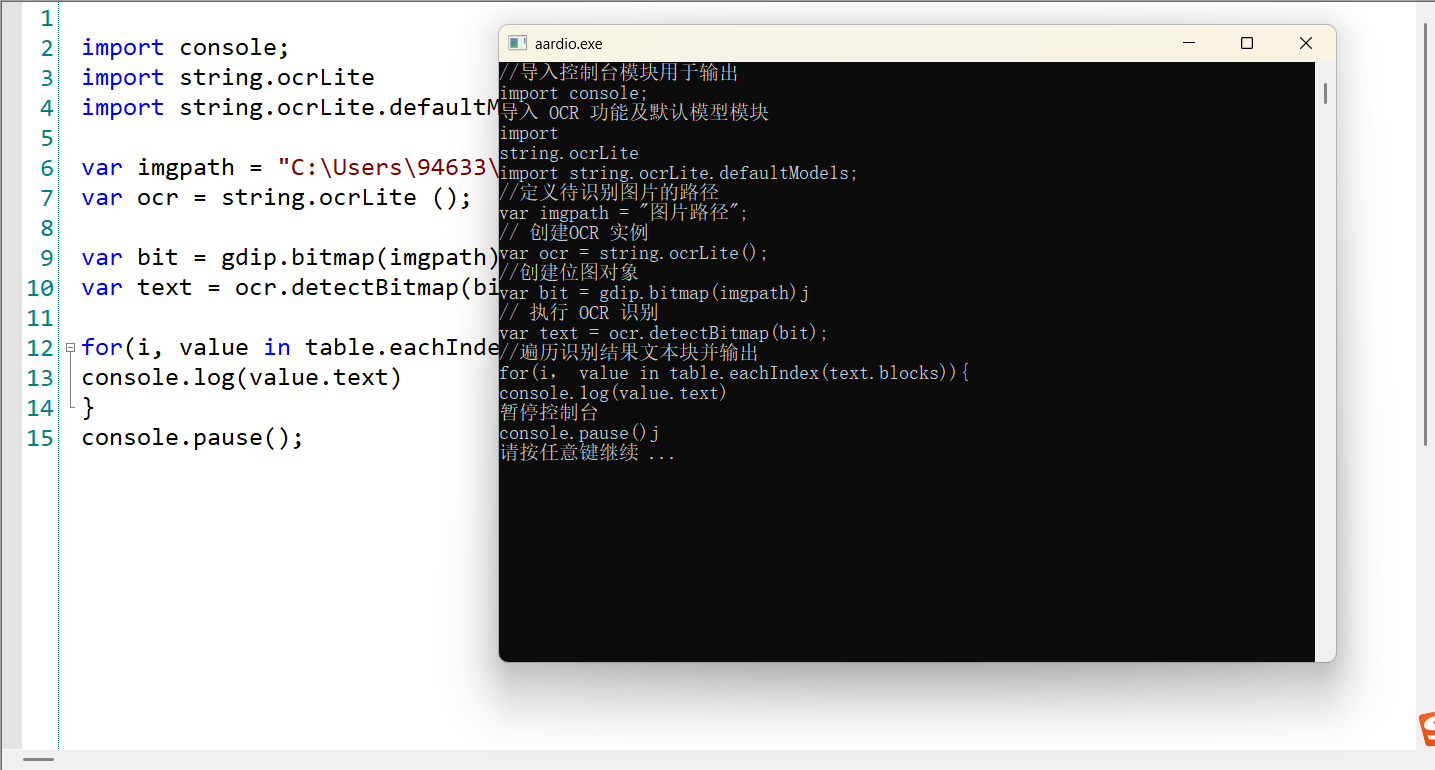 1
2 import console;
3 import string.ocrLite
4 import string.ocrLite.defaultM
5
6 var imgpath = "C:\Users\94633\
7 var ocr = string.ocrLite ();
8
9 var bit = gdip.bitmap(imgpath)
10 var text = ocr.detectBitmap(bi
11
12 for(i, value in table.eachInde
13 console.log(value.text)
14 }
15 console.pause();
aardio.exe
//导入控制台模块用于输出
import console;
导入 OCR 功能及默认模型模块
import
string.ocrLite
import string.ocrLite.defaultModels;
//定义待识别图片的路径
var imgpath = "图片路径";
// 创建OCR 实例
var ocr = string.ocrLite();
//创建位图对象
var bit = gdip.bitmap(imgpath)j
// 执行 OCR 识别
var text = ocr.detectBitmap(bit);
//遍历识别结果文本块并输出
for(i， value in table.eachIndex(text.blocks)){
console.log(value.text)
暂停控制台
console.pause()j
请按任意键继续 ...